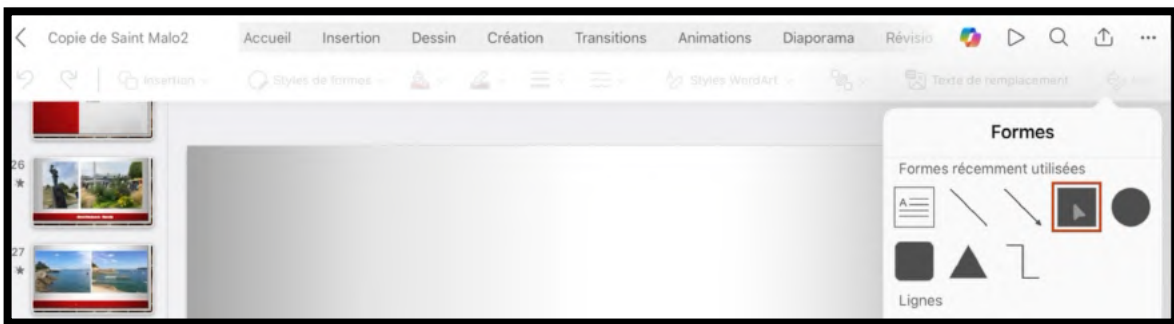 Copie de Saint Malo2 Accueil Insertion Dessin Création Transitions Animations Diaporama Révisio
Insertion Styles de formes A Styles WordArt Texte de remplacement
Formes
Formes récemment utilisées
A
26
27
Lignes